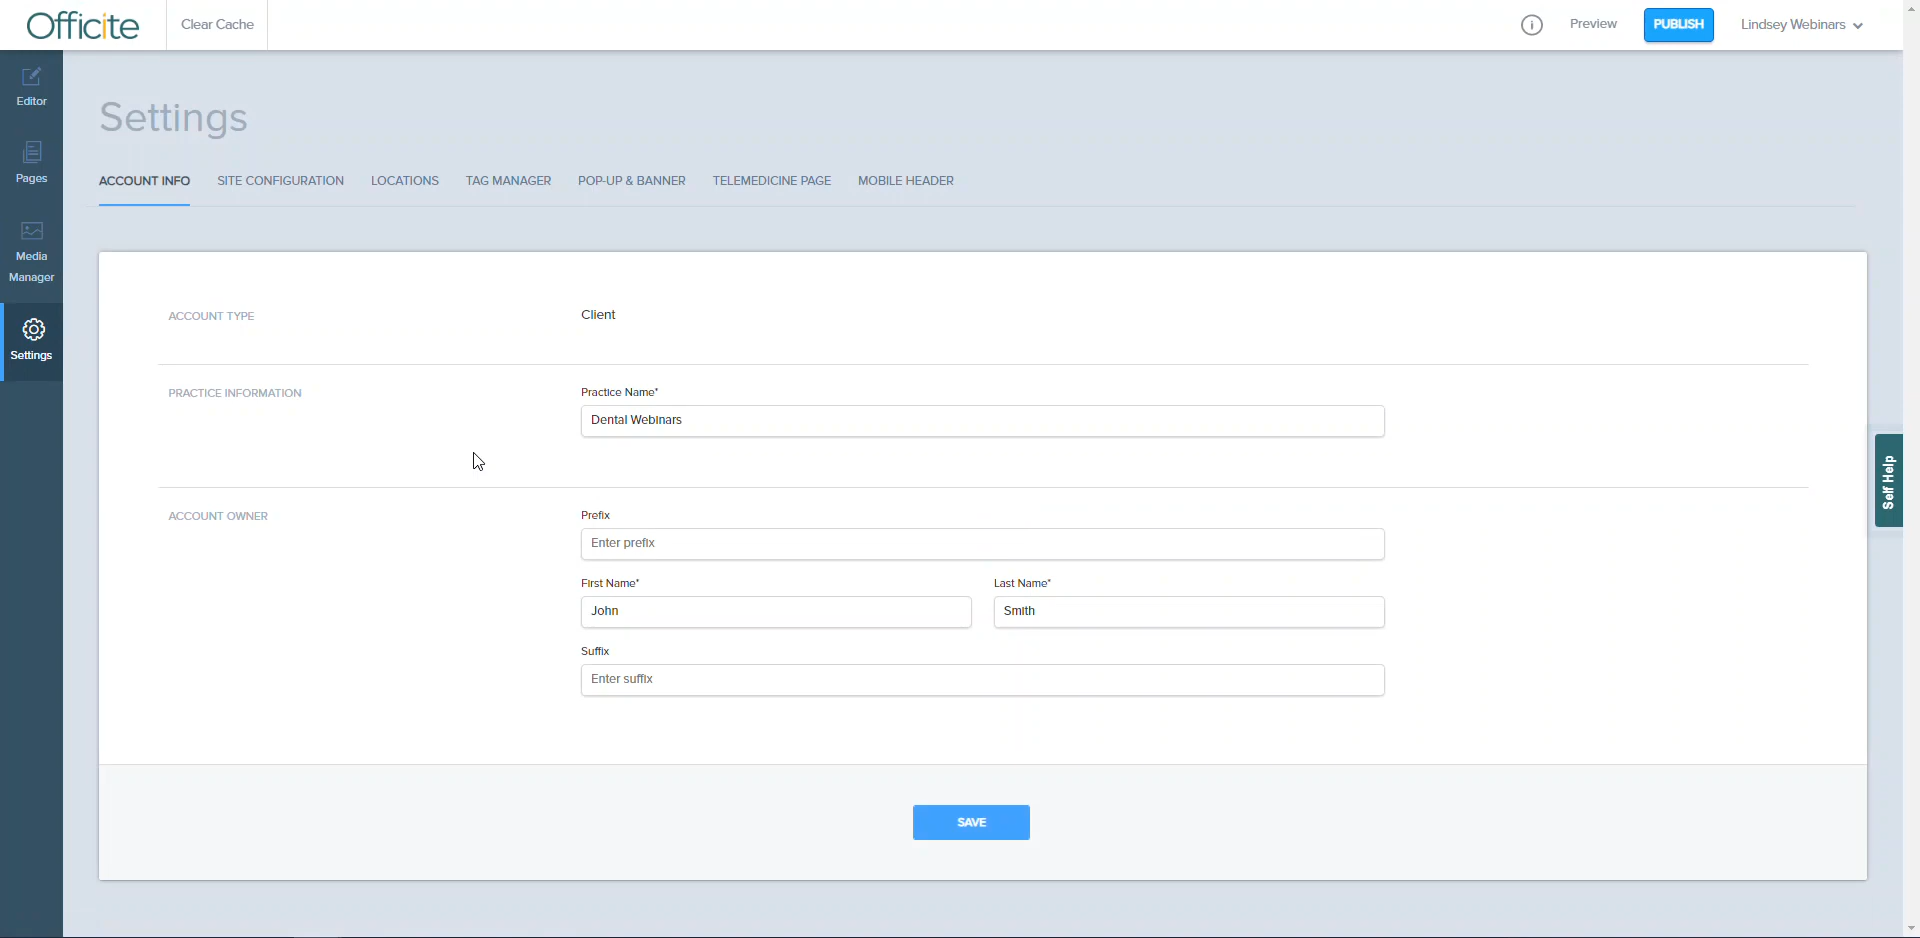 Officite
Clear Cache
Preview
PUBLISH
Lindsey Webinars
Editor
Pages
Media
Manager
Settings
Settings
ACCOUNT INFO
SITE CONFIGURATION
LOCATIONS
TAG MANAGER
POP-UP & BANNER
TELEMEDICINE PAGE
MOBILE HEADER
ACCOUNT TYPE
Client
PRACTICE INFORMATION
Practice Name*
Dental Webinars
ACCOUNT OWNER
Prefix
Enter prefix
First Name*
Last Name*
John
Smith
Suffix
Enter suffix
SAVE
Self Help